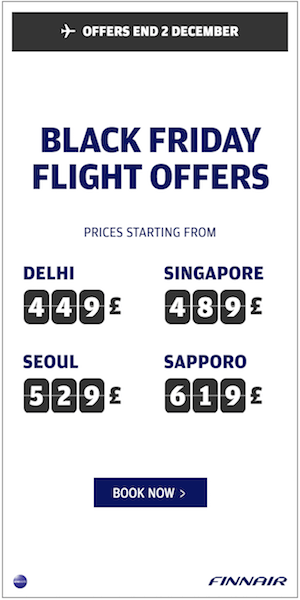 OFFERS END 2 DECEMBER
BLACK FRIDAY
FLIGHT OFFERS
PRICES STARTING FROM
DELHI
449£
SINGAPORE
489£
SEOUL
529£
SAPPORO
619£
BOOK NOW >
FINNAIR